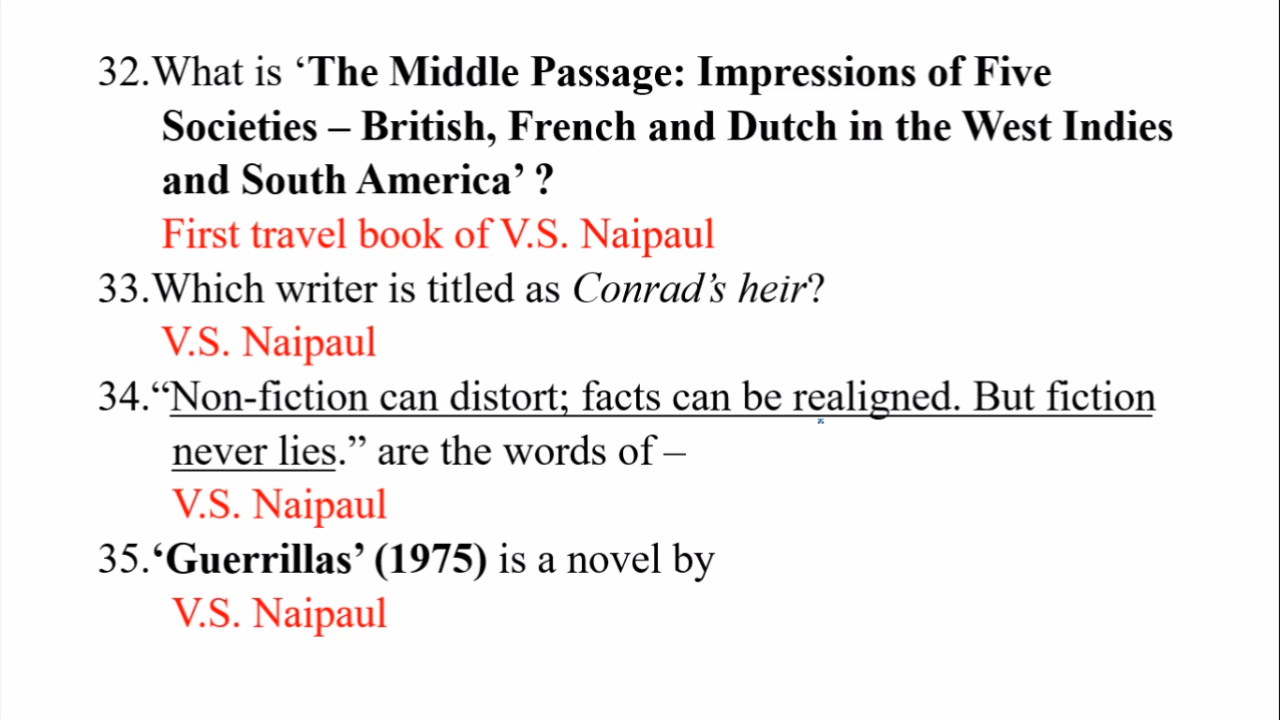 32.What is ‘The Middle Passage: Impressions of Five
Societies – British, French and Dutch in the West Indies
and South America’ ?
First travel book of V.S. Naipaul
33.Which writer is titled as Conrad’s heir?
V.S. Naipaul
34.“Non-fiction can distort; facts can be realigned. But fiction
never lies.” are the words of –
V.S. Naipaul
35.‘Guerrillas’ (1975) is a novel by
V.S. Naipaul